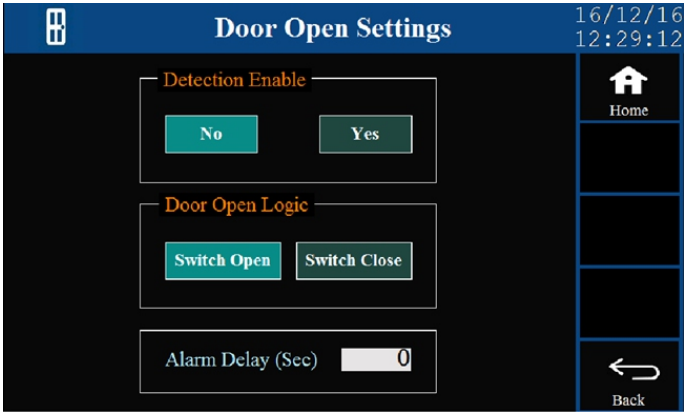 Door Open Settings
16/12/16
12:29:12
Detection Enable
No
Yes
Home
Door Open Logic
Switch Open
Switch Close
Alarm Delay (Sec)
0
Back